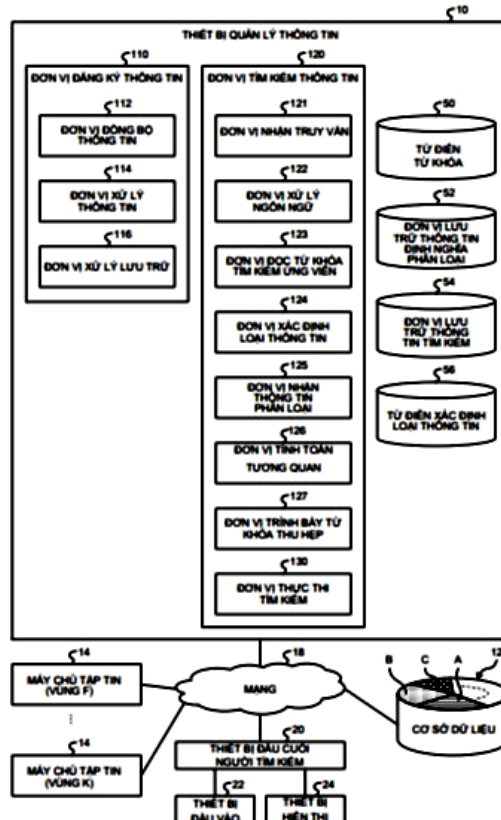 10
THIẾT BỊ QUẢN LÝ THÔNG TIN
110
ĐƠN VỊ ĐĂNG KÝ THÔNG TIN
112
ĐƠN VỊ ĐỒNG BỘ
THÔNG TIN
114
ĐƠN VỊ XỬ LÝ
THÔNG TIN
116
ĐƠN VỊ XỬ LÝ LƯU TRỮ
120
ĐƠN VỊ TÌM KIẾM THÔNG TIN
121
ĐƠN VỊ NHẬN TRUY VẤN
122
ĐƠN VỊ XỬ LÝ
NGÔN NGỮ
123
ĐƠN VỊ ĐỌC TỪ KHÓA
TÌM KIẾM ỨNG VIÊN
124
ĐƠN VỊ XÁC ĐỊNH
LOẠI THÔNG TIN
125
ĐƠN VỊ NHẬN
THÔNG TIN
PHÂN LOẠI
126
ĐƠN VỊ TÍNH TOÁN
TƯƠNG QUAN
127
ĐƠN VỊ TRÌNH BÀY TỪ
KHÓA THU HẸP
130
ĐƠN VỊ THỰC THI
TÌM KIẾM
50
TỪ ĐIỂN
TỪ KHÓA
52
ĐƠN VỊ LƯU
TRỮ THÔNG TIN
ĐỊNH NGHĨA
PHÂN LOẠI
54
ĐƠN VỊ LƯU
TRỮ THÔNG
TIN TÌM KIẾM
56
TỪ ĐIỂN XÁC ĐỊNH
LOẠI THÔNG TIN
14
MÁY CHỦ TẬP TIN
(VÙNG F)
14
MÁY CHỦ TẬP TIN
(VÙNG K)
18
MẠNG
12
B C A
CƠ SỞ DỮ LIỆU
20
THIẾT BỊ ĐẦU CUỐI
NGƯỜI TÌM KIẾM
22
THIẾT BỊ
ĐẦU VÀO
24
THIẾT BỊ
HIỂN THỊ